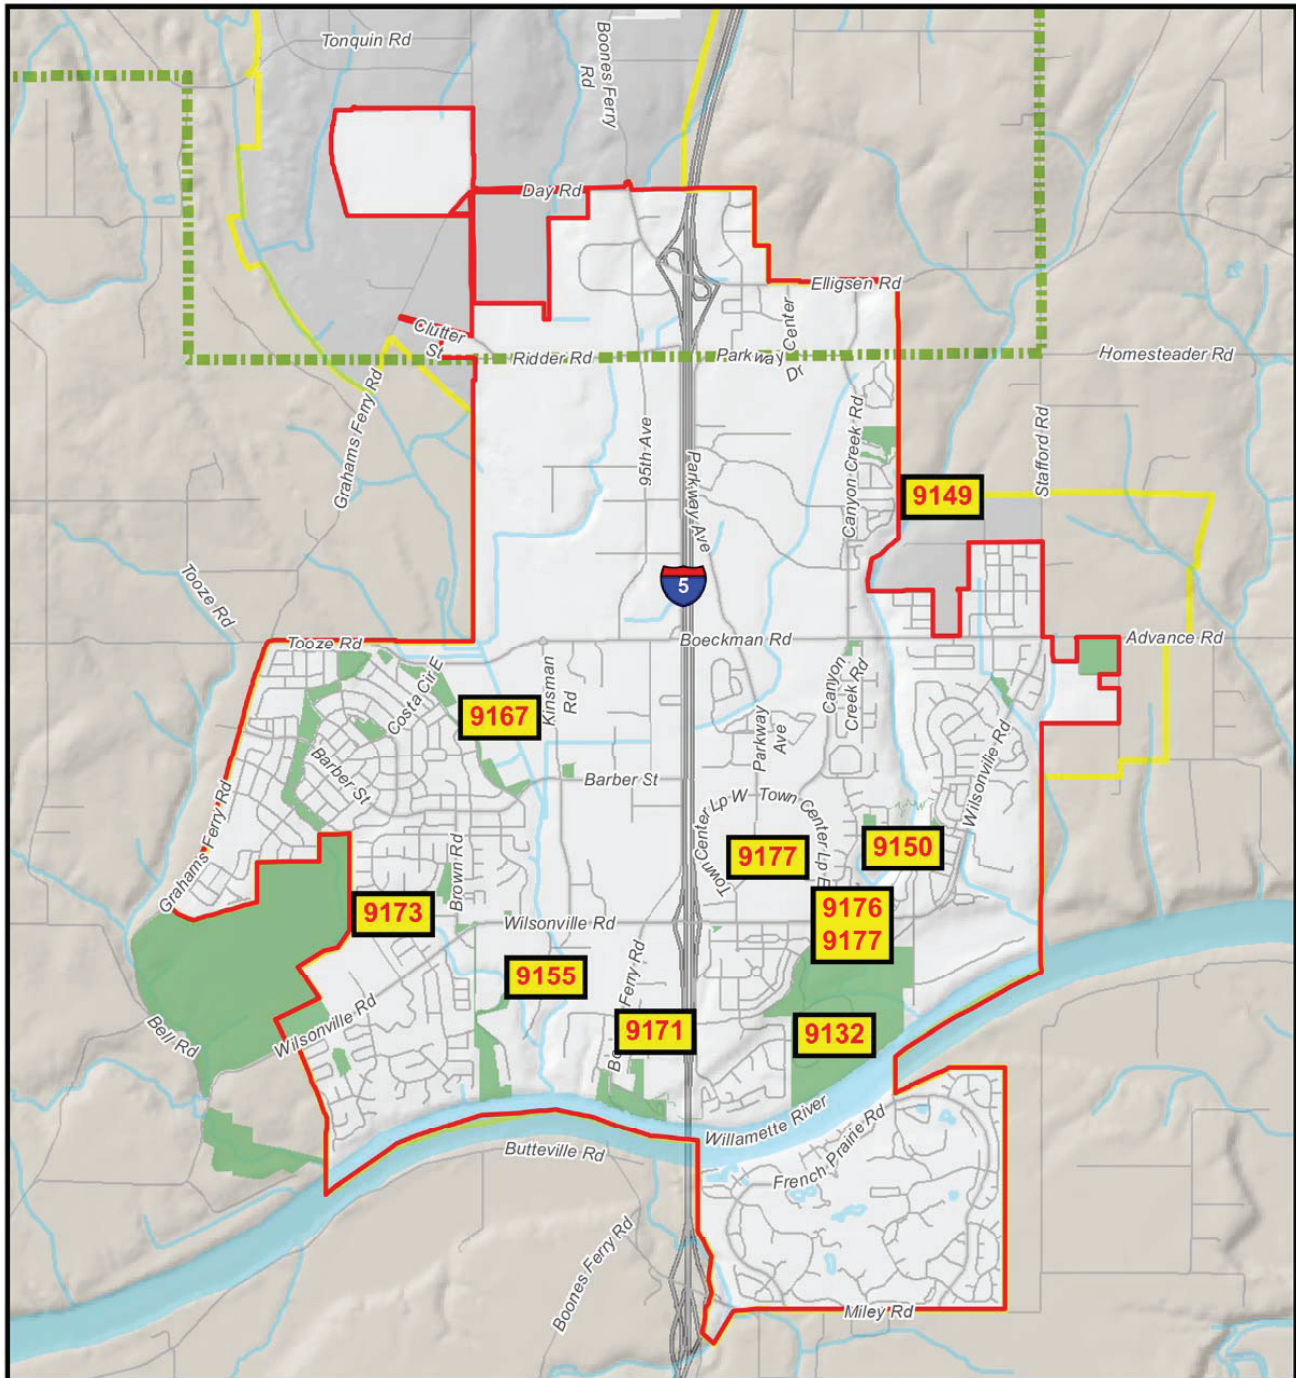 Tonquin Rd
Boones Ferry
Rd
Day Rd
Elligsen Rd
Clutter
St
Ridder Rd
Parkway Center
Dr
Homesteader Rd
Grahams Ferry Rd
95th Ave
Parkway Ave
Canyon Creek Rd
Stafford Rd
9149
5
Tooze Rd
Tooze Rd
Boeckman Rd
Advance Rd
Costa Cir E
Kinsman
Rd
Canyon
Creek Rd
9167
Parkway
Ave
Barber St
Barber St
Wilsonville Rd
Grahams Ferry Rd
Town Center Lp W
Town Center Lp E
9177
9150
Brown Rd
9173
Wilsonville Rd
9176
9177
9155
Ferry Rd
9171
9132
Bell Rd
Wilsonville Rd
Willamette River
Butteville Rd
French Prairie Rd
Boones Ferry Rd
Miley Rd